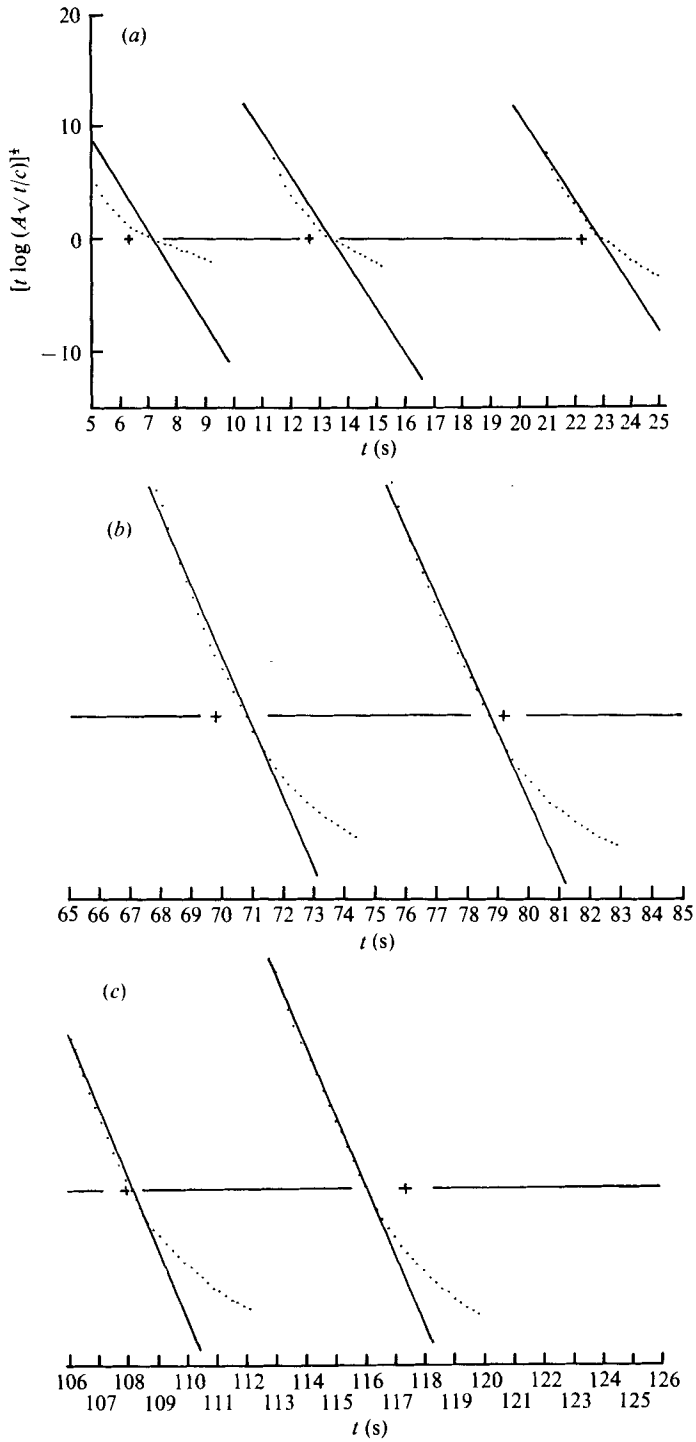 20
(a)
10
0
−10
[t log (A√t/c)]^½
5 6 7 8 9 10 11 12 13 14 15 16 17 18 19 20 21 22 23 24 25
t (s)
(b)
65 66 67 68 69 70 71 72 73 74 75 76 77 78 79 80 81 82 83 84 85
t (s)
(c)
106 108 110 112 114 116 118 120 122 124 126
107 109 111 113 115 117 119 121 123 125
t (s)